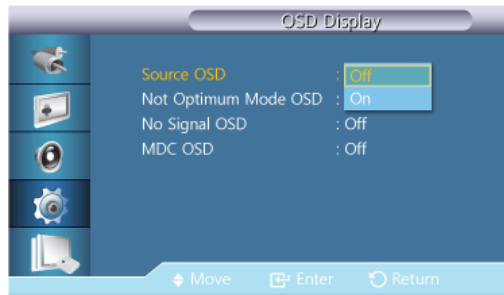 OSD Display
Source OSD : Off
Not Optimum Mode OSD : On
No Signal OSD : Off
MDC OSD : Off
Move Enter Return